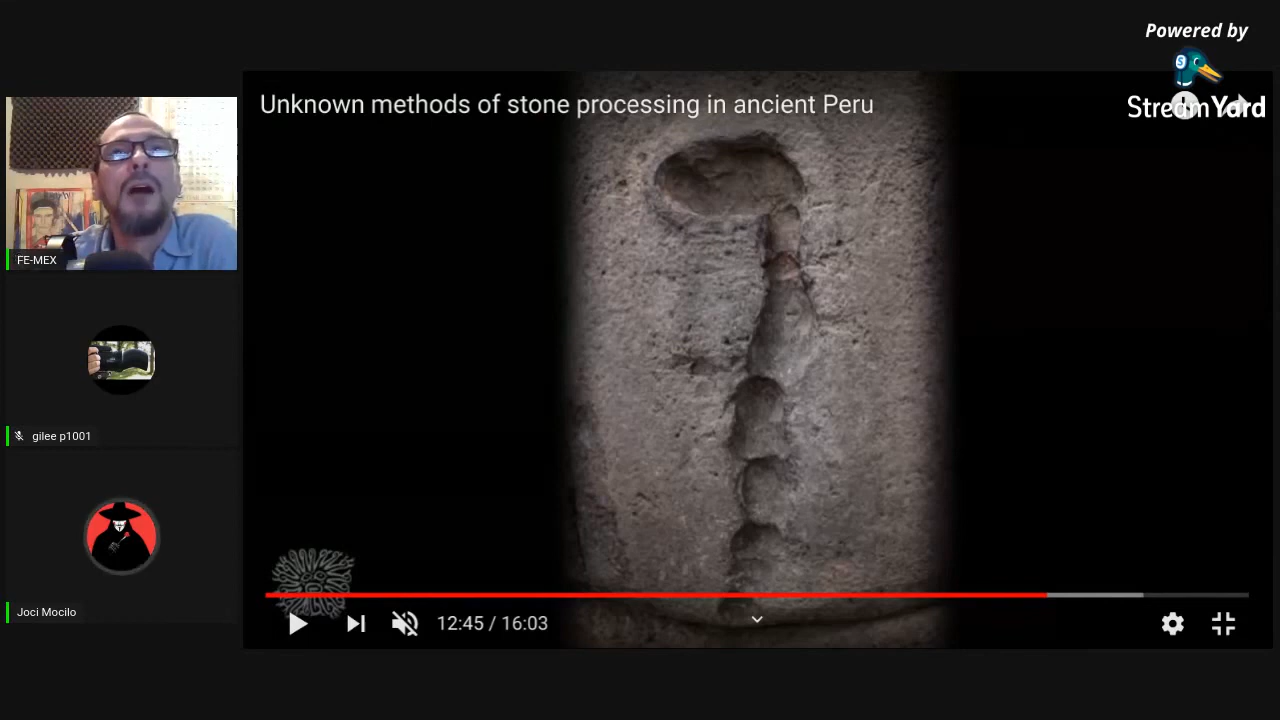 Powered by
StreamYard
Unknown methods of stone processing in ancient Peru
FE-MEX
gilee p1001
Joci Mocilo
12:45 / 16:03